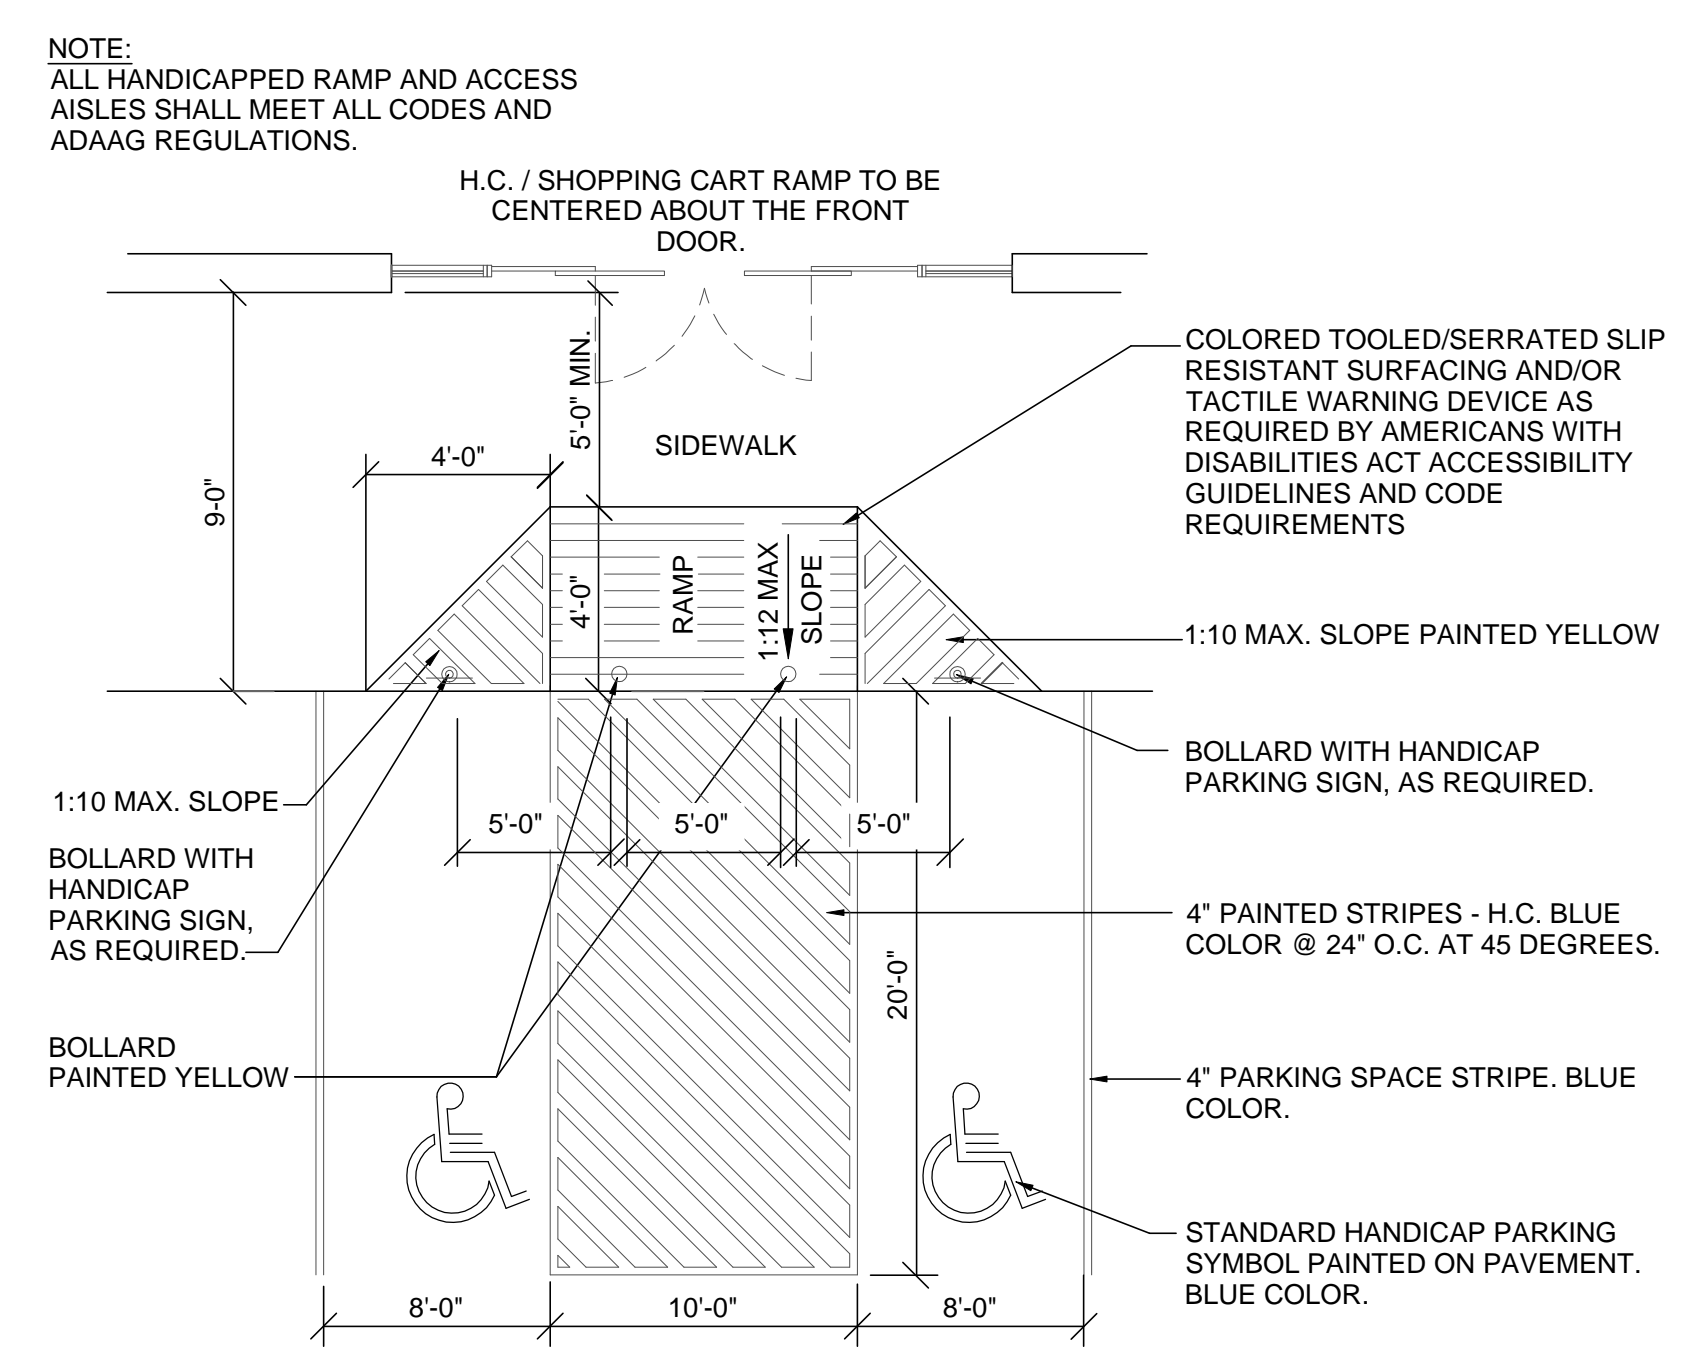 NOTE:
ALL HANDICAPPED RAMP AND ACCESS
AISLES SHALL MEET ALL CODES AND
ADAAG REGULATIONS.
H.C. / SHOPPING CART RAMP TO BE
CENTERED ABOUT THE FRONT
DOOR.
5'-0" MIN.
SIDEWALK
4'-0"
9-0"
4'-0"
RAMP
1:12 MAX
SLOPE
COLORED TOOLED/SERRATED SLIP
RESISTANT SURFACING AND/OR
TACTILE WARNING DEVICE AS
REQUIRED BY AMERICANS WITH
DISABILITIES ACT ACCESSIBILITY
GUIDELINES AND CODE
REQUIREMENTS
1:10 MAX. SLOPE PAINTED YELLOW
BOLLARD WITH HANDICAP
PARKING SIGN, AS REQUIRED.
1:10 MAX. SLOPE
5'-0"
5'-0"
5'-0"
BOLLARD WITH
HANDICAP
PARKING SIGN,
AS REQUIRED.
4" PAINTED STRIPES - H.C. BLUE
COLOR @ 24" O.C. AT 45 DEGREES.
20'-0"
BOLLARD
PAINTED YELLOW
4" PARKING SPACE STRIPE. BLUE
COLOR.
STANDARD HANDICAP PARKING
SYMBOL PAINTED ON PAVEMENT.
BLUE COLOR.
8'-0"
10'-0"
8'-0"